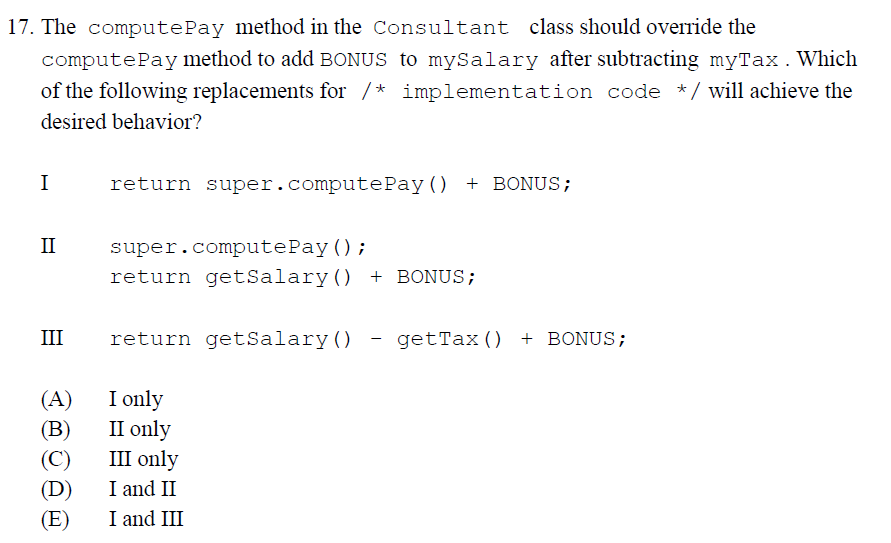 17. The computePay method in the Consultant class should override the
computePay method to add BONUS to mySalary after subtracting myTax . Which
of the following replacements for /* implementation code */ will achieve the
desired behavior?
I return super.computePay() + BONUS;
II super.computePay();
return getSalary() + BONUS;
III return getSalary() - getTax() + BONUS;
(A) I only
(B) II only
(C) III only
(D) I and II
(E) I and III